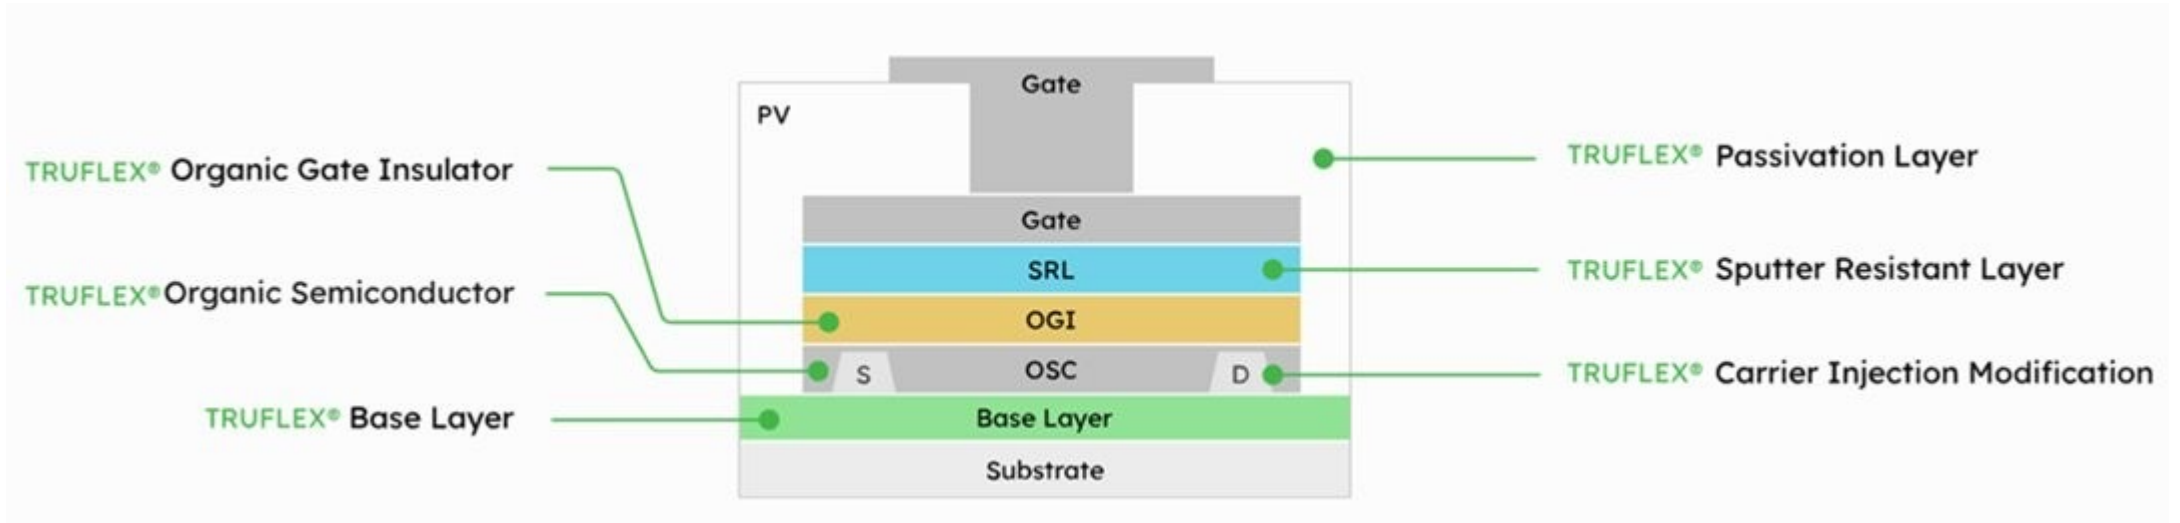 Gate
PV
TRUFLEX® Organic Gate Insulator
TRUFLEX® Passivation Layer
Gate
SRL
TRUFLEX® Sputter Resistant Layer
TRUFLEX® Organic Semiconductor
OGI
S
OSC
D
TRUFLEX® Carrier Injection Modification
TRUFLEX® Base Layer
Base Layer
Substrate